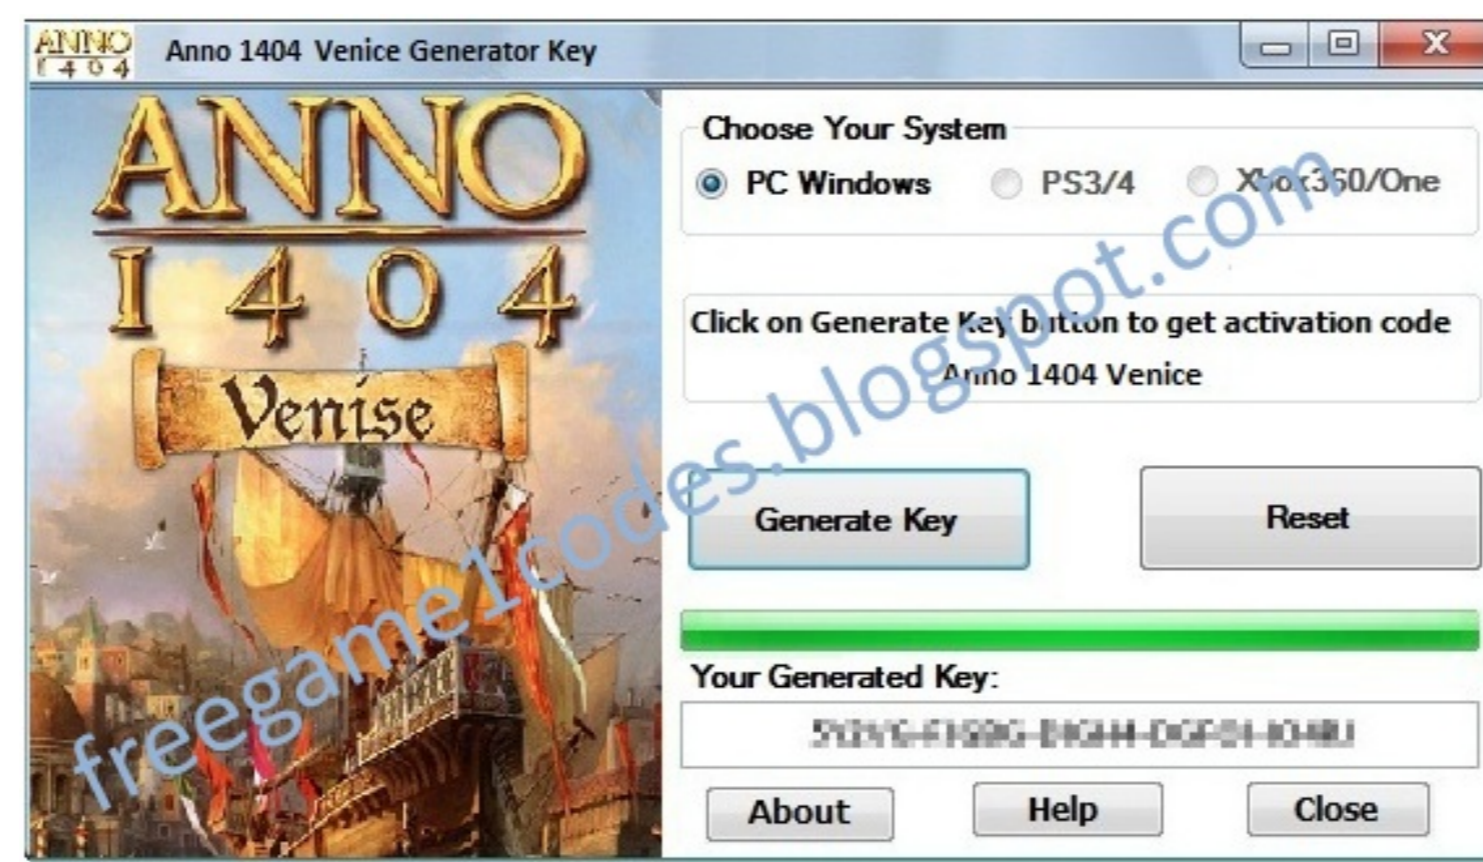 ANNO
1404
Anno 1404 Venice Generator Key
ANNO
1404
Venise
Choose Your System
PC Windows
PS3/4
Xbox360/One
Click on Generate Key button to get activation code
Anno 1404 Venice
Generate Key
Reset
Your Generated Key:
About
Help
Close
freegame1codes.blogspot.com